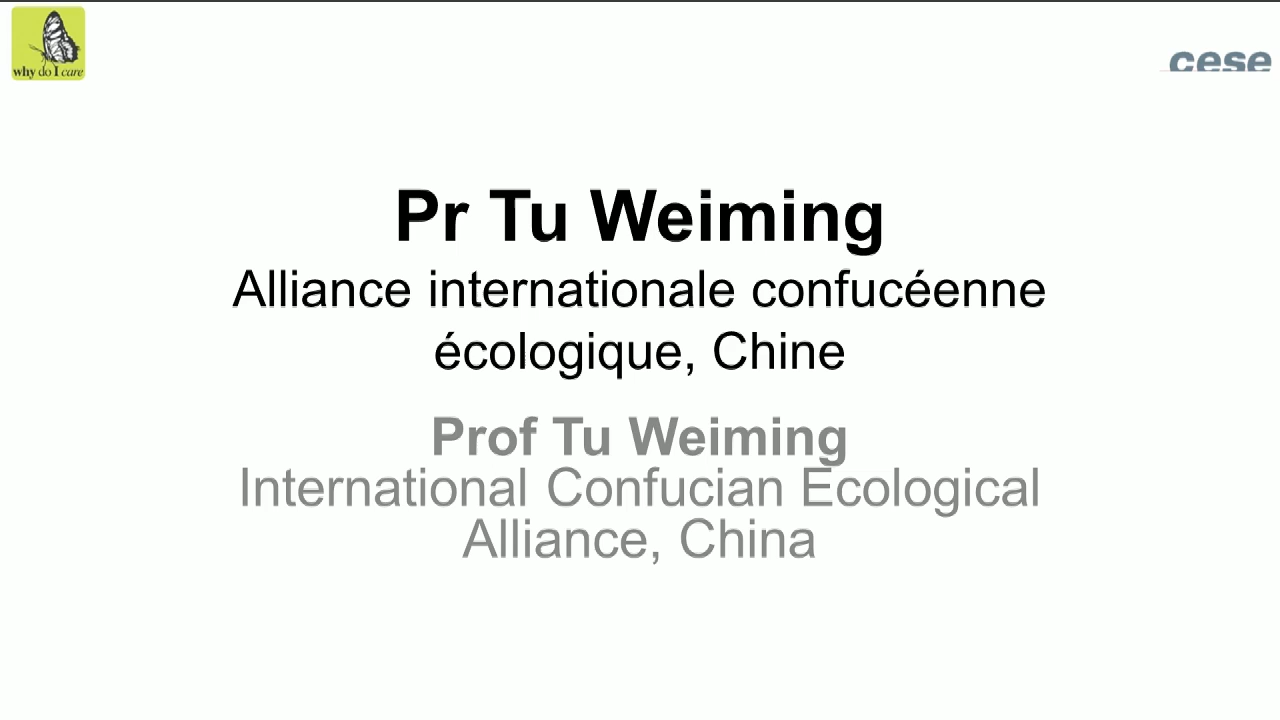 why do I care
cese
Pr Tu Weiming
Alliance internationale confucéenne
écologique, Chine
Prof Tu Weiming
International Confucian Ecological
Alliance, China